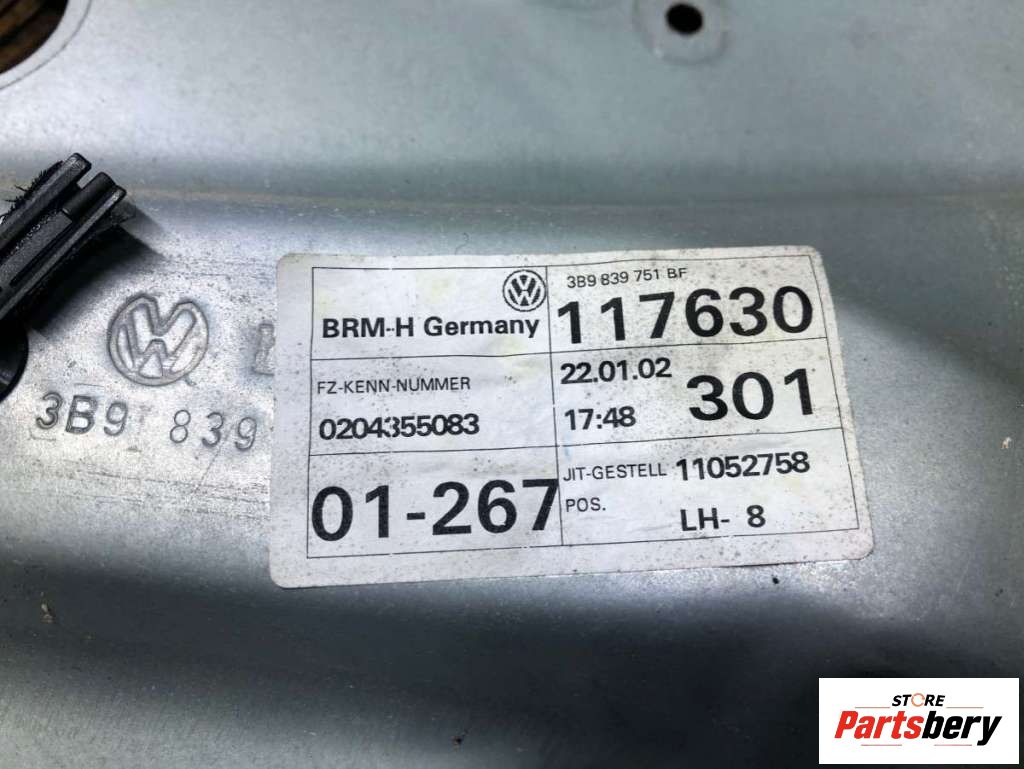 3B9 839
BRM-H Germany
3B9 839 751 BF
117630
FZ-KENN-NUMMER
0204355083
22.01.02
17:48
301
01-267
JIT-GESTELL 11052758
POS.
LH- 8
STORE
Partsbery